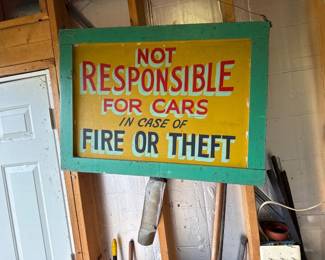 NOT
RESPONSIBLE
FOR CARS
IN CASE OF
FIRE OR THEFT